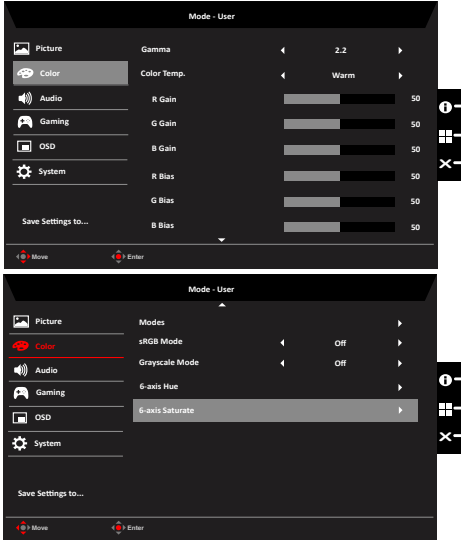 Mode - User
Picture
Gamma 2.2
Color
Color Temp. Warm
Audio
R Gain 50
Gaming
G Gain 50
OSD
B Gain 50
System
R Bias 50
G Bias 50
Save Settings to...
B Bias 50
Move Enter
Mode - User
Picture
Modes
Color
sRGB Mode Off
Audio
Grayscale Mode Off
Gaming
6-axis Hue
OSD
6-axis Saturate
System
Save Settings to...
Move Enter